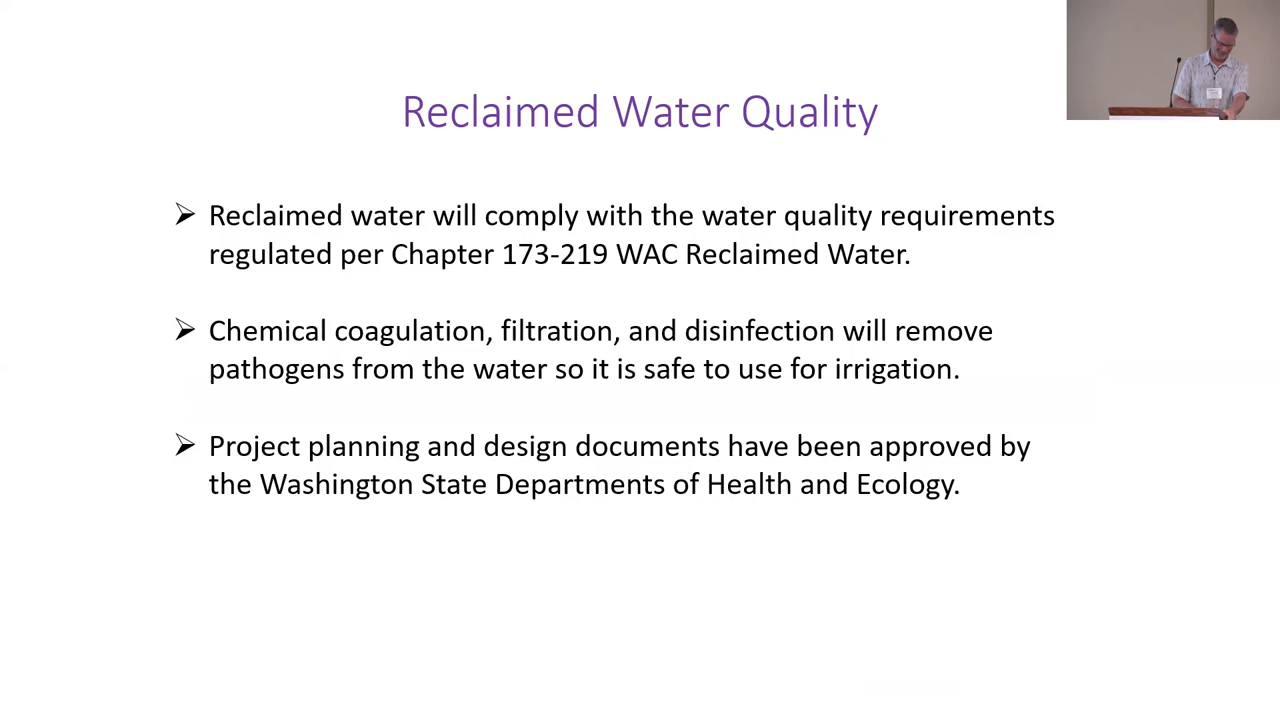 Reclaimed Water Quality
➢ Reclaimed water will comply with the water quality requirements
regulated per Chapter 173-219 WAC Reclaimed Water.
➢ Chemical coagulation, filtration, and disinfection will remove
pathogens from the water so it is safe to use for irrigation.
➢ Project planning and design documents have been approved by
the Washington State Departments of Health and Ecology.